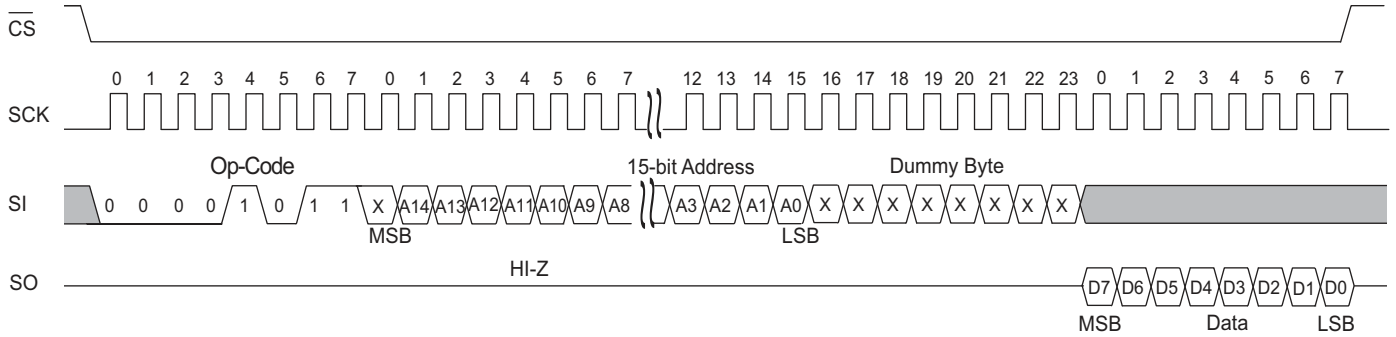 CS
0 1 2 3 4 5 6 7 0 1 2 3 4 5 6 7 12 13 14 15 16 17 18 19 20 21 22 23 0 1 2 3 4 5 6 7
SCK
Op-Code 15-bit Address Dummy Byte
SI 0 0 0 0 1 0 1 1 X A14 A13 A12 A11 A10 A9 A8 A3 A2 A1 A0 X X X X X X X X
MSB LSB
HI-Z
SO D7 D6 D5 D4 D3 D2 D1 D0
MSB Data LSB